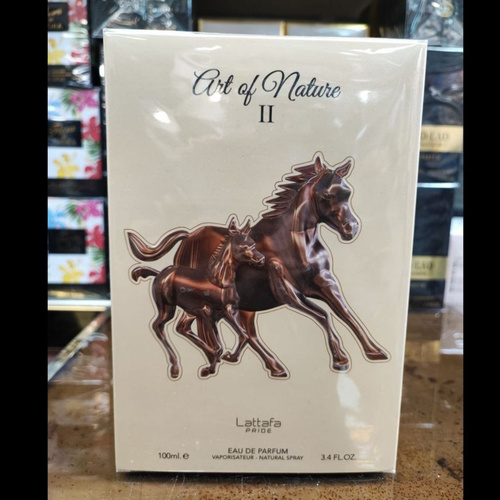 Art of Nature
II
Lattafa
PRIDE
EAU DE PARFUM
100ml. e VAPORISATEUR - NATURAL SPRAY 3.4 FL.OZ.